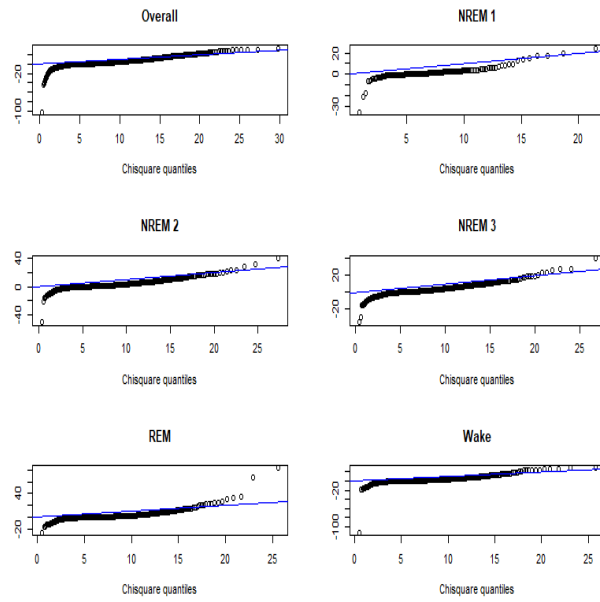 Overall
NREM 1
-100
-20
0 5 10 15 20 25 30
-30
0
20
5 10 15 20
Chisquare quantiles
Chisquare quantiles
NREM 2
NREM 3
-40
0
40
0 5 10 15 20 25
-20
20
0 5 10 15 20 25
Chisquare quantiles
Chisquare quantiles
REM
Wake
-20
40
0 5 10 15 20 25
-100
-20
0 5 10 15 20 25
Chisquare quantiles
Chisquare quantiles